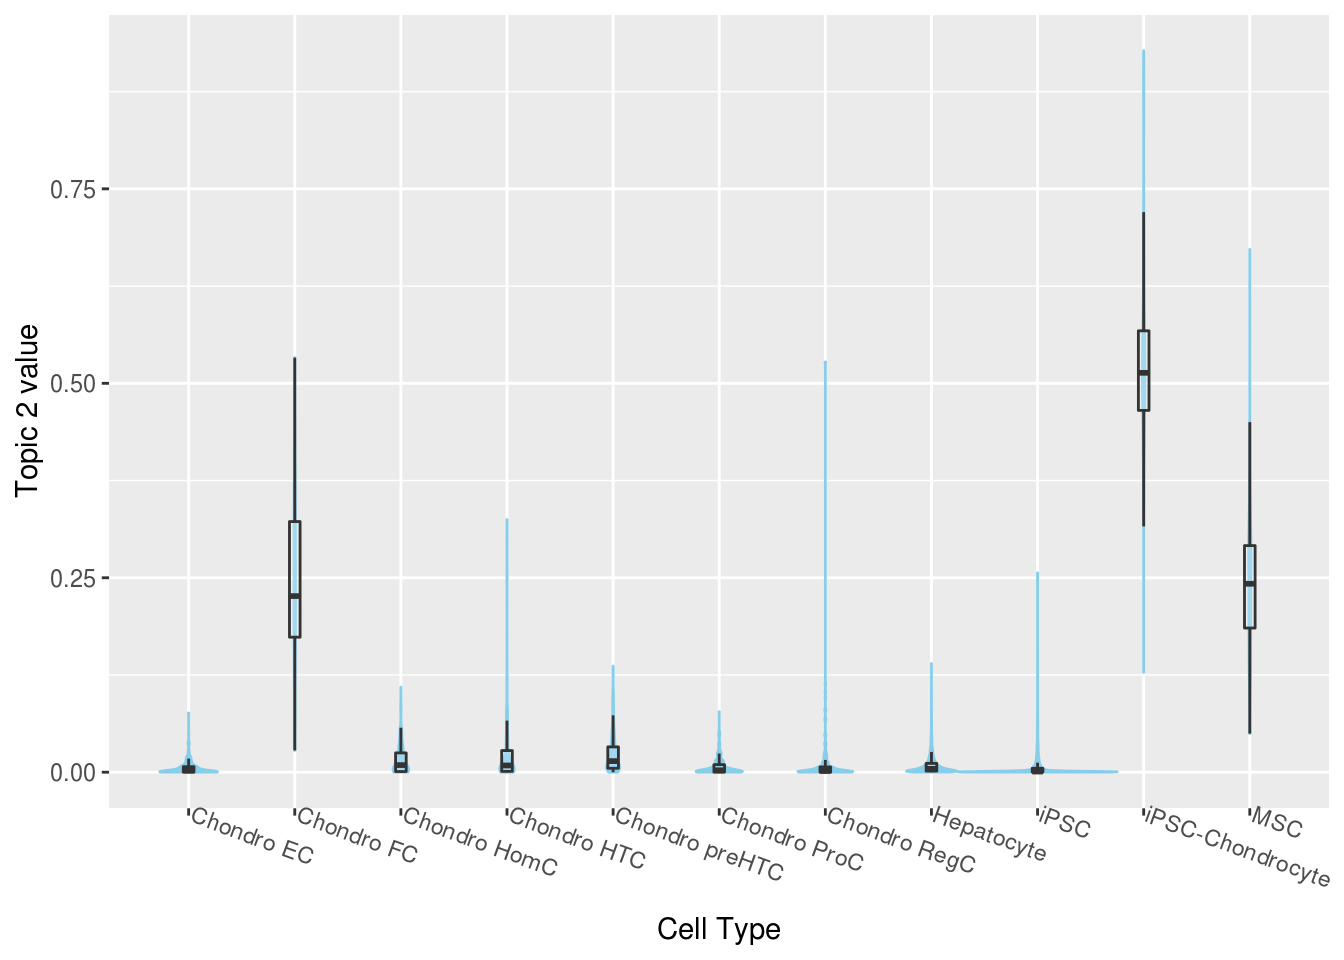 Topic 2 value
0.75
0.50
0.25
0.00
Chondro EC
Chondro FC
Chondro HomC
Chondro HTC
Chondro preHTC
Chondro ProC
Chondro RegC
Hepatocyte
iPSC
iPSC-Chondrocyte
MSC
Cell Type